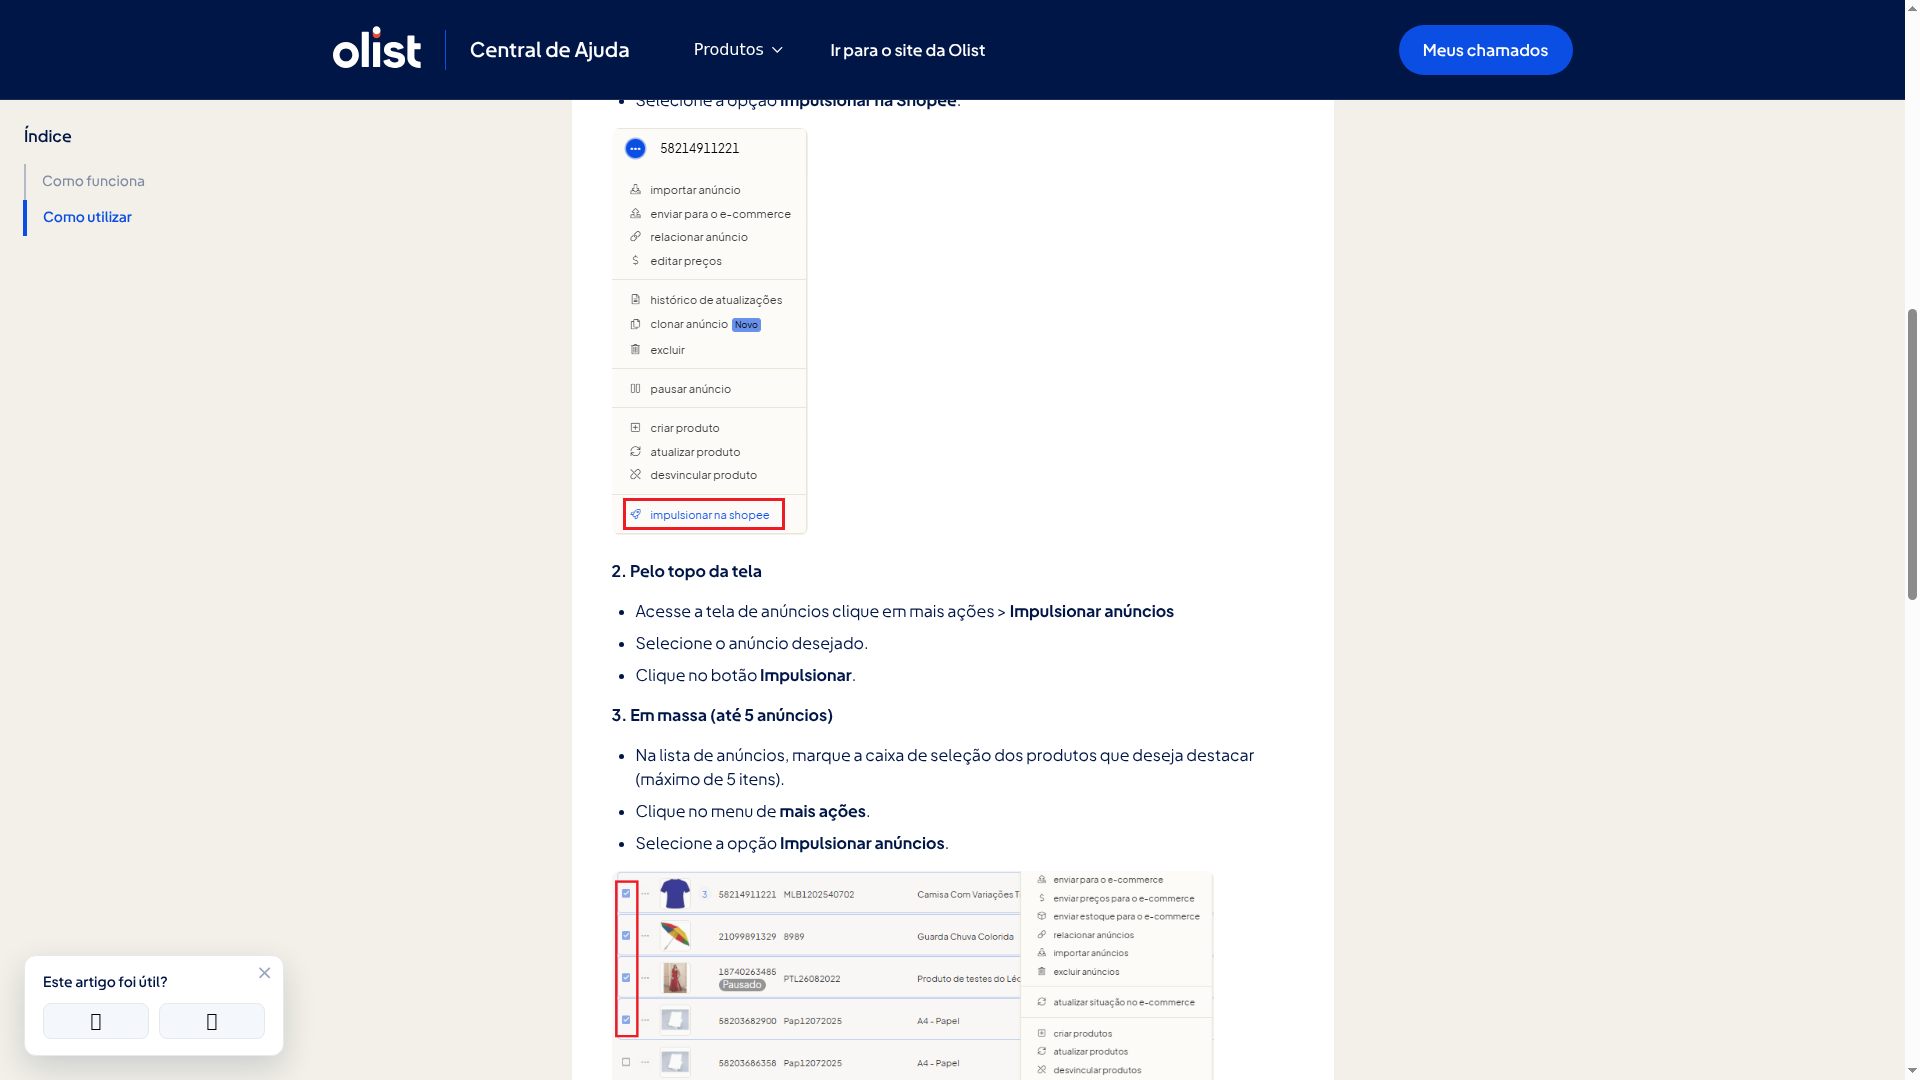 olist
Central de Ajuda
Produtos
Ir para o site da Olist
Meus chamados
Índice
Como funciona
Como utilizar
Selecione a opção Impulsionar na Shopee.
58214911221
importar anúncio
enviar para o e-commerce
relacionar anúncio
editar preços
histórico de atualizações
clonar anúncio Novo
excluir
pausar anúncio
criar produto
atualizar produto
desvincular produto
impulsionar na shopee
2. Pelo topo da tela
Acesse a tela de anúncios clique em mais ações > Impulsionar anúncios
Selecione o anúncio desejado.
Clique no botão Impulsionar.
3. Em massa (até 5 anúncios)
Na lista de anúncios, marque a caixa de seleção dos produtos que deseja destacar
(máximo de 5 itens).
Clique no menu de mais ações.
Selecione a opção Impulsionar anúncios.
3 58214911221 MLB1202540702 Camisa Com Variações T
21099891329 8989 Guarda Chuva Colorida
18740263485 PTL26082022 Produto de testes do Léo
Pausado
58203682900 Pap12072025 A4 - Papel
58203686358 Pap12072025 A4 - Papel
enviar para o e-commerce
enviar preços para o e-commerce
enviar estoque para o e-commerce
relacionar anúncios
importar anúncios
excluir anúncios
atualizar situação no e-commerce
criar produtos
atualizar produtos
desvincular produtos
Este artigo foi útil?